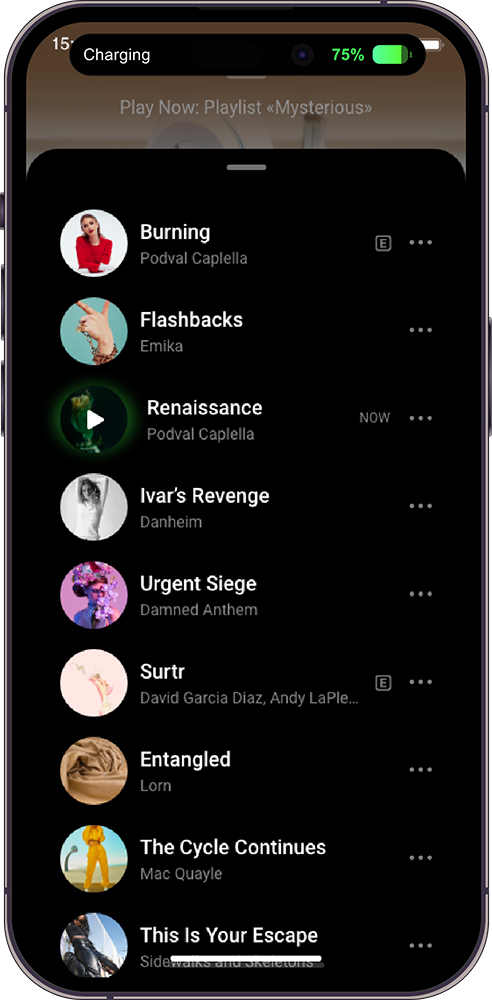 15:
Charging
75%
Play Now: Playlist «Mysterious»
Burning
Podval Caplella
E
Flashbacks
Emika
Renaissance
Podval Caplella
NOW
Ivar's Revenge
Danheim
Urgent Siege
Damned Anthem
Surtr
David Garcia Diaz, Andy LaPle...
E
Entangled
Lorn
The Cycle Continues
Mac Quayle
This Is Your Escape
Sidewalks and Skeletons